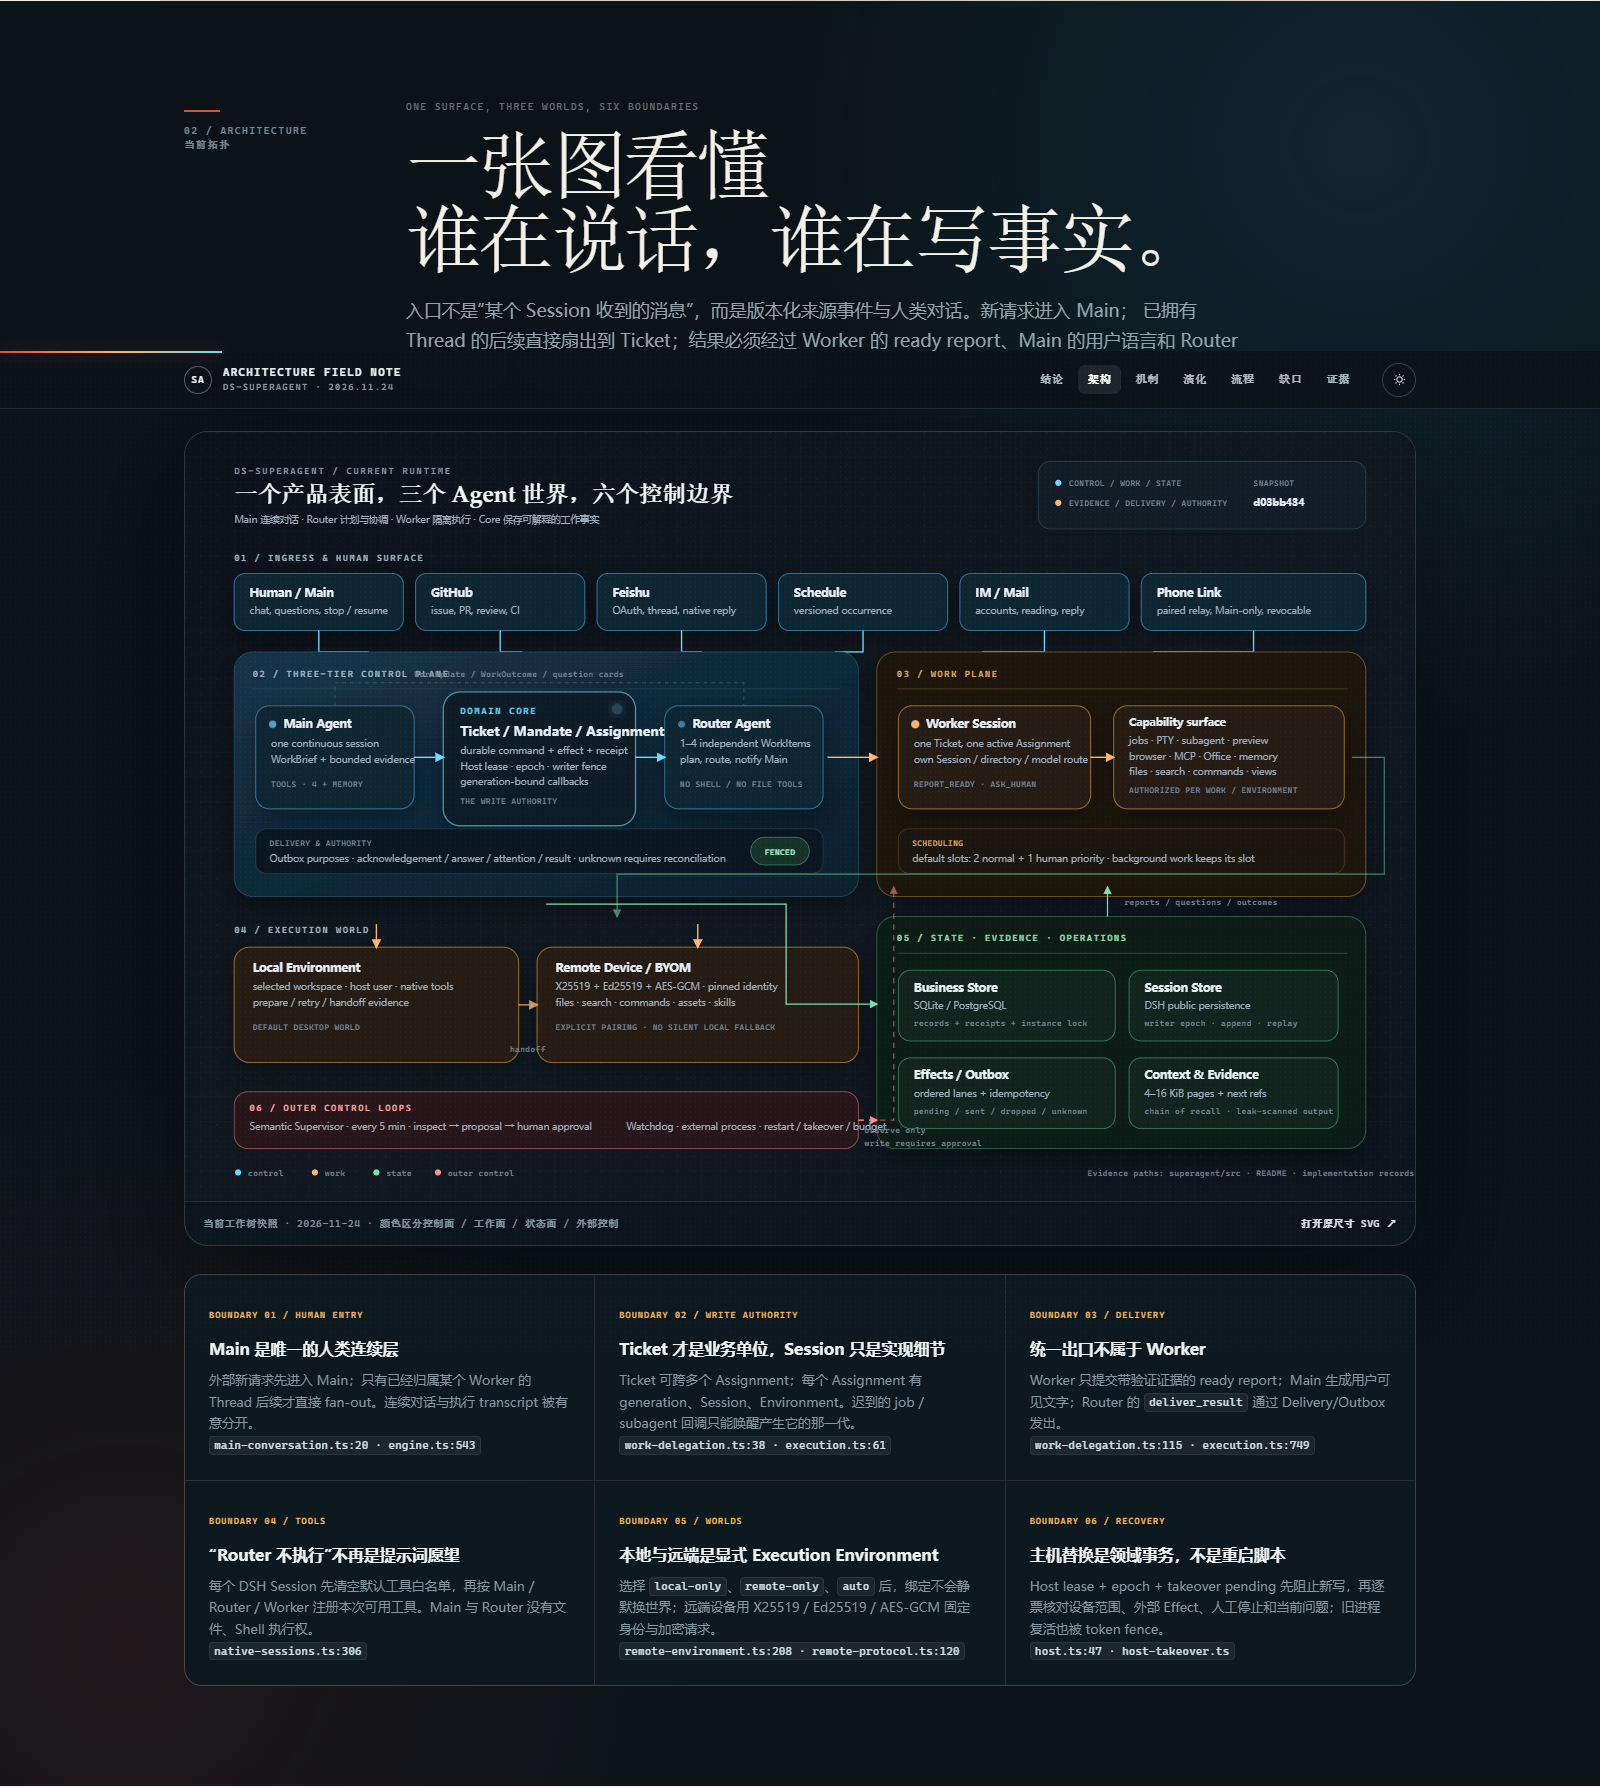 ONE SURFACE, THREE WORLDS, SIX BOUNDARIES
02 / ARCHITECTURE
当前拓扑
一张图看懂
谁在说话，谁在写事实。
入口不是“某个 Session 收到的消息”，而是版本化来源事件与人类对话。新请求进入 Main； 已拥有
Thread 的后续直接扇出到 Ticket；结果必须经过 Worker 的 ready report、Main 的用户语言和 Router
SA
ARCHITECTURE FIELD NOTE
DS-SUPERAGENT · 2026.11.24
结论 架构 机制 演化 流程 缺口 证据
DS-SUPERAGENT / CURRENT RUNTIME
一个产品表面，三个 Agent 世界，六个控制边界
Main 连续对话 · Router 计划与协调 · Worker 隔离执行 · Core 保存可解释的工作事实
CONTROL / WORK / STATE
SNAPSHOT
EVIDENCE / DELIVERY / AUTHORITY
d03bb434
01 / INGRESS & HUMAN SURFACE
Human / Main
chat, questions, stop / resume
GitHub
issue, PR, review, CI
Feishu
OAuth, thread, native reply
Schedule
versioned occurrence
IM / Mail
accounts, reading, reply
Phone Link
paired relay, Main-only, revocable
02 / THREE-TIER CONTROL PLANE
/ WorkOutcome / question cards
Main Agent
one continuous session
WorkBrief + bounded evidence
TOOLS · 4 + MEMORY
DOMAIN CORE
Ticket / Mandate / Assignment
durable command + effect + receipt
Host lease · epoch · writer fence
generation-bound callbacks
THE WRITE AUTHORITY
Router Agent
1–4 independent WorkItems
plan, route, notify Main
NO SHELL / NO FILE TOOLS
DELIVERY & AUTHORITY
Outbox purposes · acknowledgement / answer / attention / result · unknown requires reconciliation
FENCED
03 / WORK PLANE
Worker Session
one Ticket, one active Assignment
own Session / directory / model route
REPORT_READY · ASK_HUMAN
Capability surface
jobs · PTY · subagent · preview
browser · MCP · Office · memory
files · search · commands · views
AUTHORIZED PER WORK / ENVIRONMENT
SCHEDULING
default slots: 2 normal + 1 human priority · background work keeps its slot
reports / questions / outcomes
04 / EXECUTION WORLD
Local Environment
selected workspace · host user · native tools
prepare / retry / handoff evidence
DEFAULT DESKTOP WORLD
handoff
Remote Device / BYOM
X25519 + Ed25519 + AES-GCM · pinned identity
files · search · commands · assets · skills
EXPLICIT PAIRING · NO SILENT LOCAL FALLBACK
05 / STATE · EVIDENCE · OPERATIONS
Business Store
SQLite / PostgreSQL
records + receipts + instance lock
Session Store
DSH public persistence
writer epoch · append · replay
Effects / Outbox
ordered lanes + idempotency
pending / sent / dropped / unknown
Context & Evidence
4–16 KiB pages + next refs
chain of recall · leak-scanned output
06 / OUTER CONTROL LOOPS
Semantic Supervisor · every 5 min · inspect → proposal → human approval
Watchdog · external process · restart / takeover / budget
observe only
write requires approval
control
work
state
outer control
Evidence paths: superagent/src · README · implementation records
当前工作树快照 · 2026-11-24 · 颜色区分控制面 / 工作面 / 状态面 / 外部控制
打开原尺寸 SVG ↗
BOUNDARY 01 / HUMAN ENTRY
Main 是唯一的人类连续层
外部新请求先进入 Main；只有已经归属某个 Worker 的
Thread 后续才直接 fan-out。连续对话与执行 transcript 被有
意分开。
main-conversation.ts:20 · engine.ts:543
BOUNDARY 02 / WRITE AUTHORITY
Ticket 才是业务单位，Session 只是实现细节
Ticket 可跨多个 Assignment；每个 Assignment 有
generation、Session、Environment。迟到的 job /
subagent 回调只能唤醒产生它的那一代。
work-delegation.ts:38 · execution.ts:61
BOUNDARY 03 / DELIVERY
统一出口不属于 Worker
Worker 只提交带验证证据的 ready report；Main 生成用户可
见文字；Router 的 deliver_result 通过 Delivery/Outbox
发出。
work-delegation.ts:115 · execution.ts:749
BOUNDARY 04 / TOOLS
“Router 不执行”不再是提示词愿望
每个 DSH Session 先清空默认工具白名单，再按 Main /
Router / Worker 注册本次可用工具。Main 与 Router 没有文
件、Shell 执行权。
native-sessions.ts:306
BOUNDARY 05 / WORLDS
本地与远端是显式 Execution Environment
选择 local-only、remote-only、auto 后，绑定不会静
默换世界；远端设备用 X25519 / Ed25519 / AES-GCM 固定
身份与加密请求。
remote-environment.ts:208 · remote-protocol.ts:120
BOUNDARY 06 / RECOVERY
主机替换是领域事务，不是重启脚本
Host lease + epoch + takeover pending 先阻止新写，再逐
票核对设备范围、外部 Effect、人工停止和当前问题；旧进程
复活也被 token fence。
host.ts:47 · host-takeover.ts